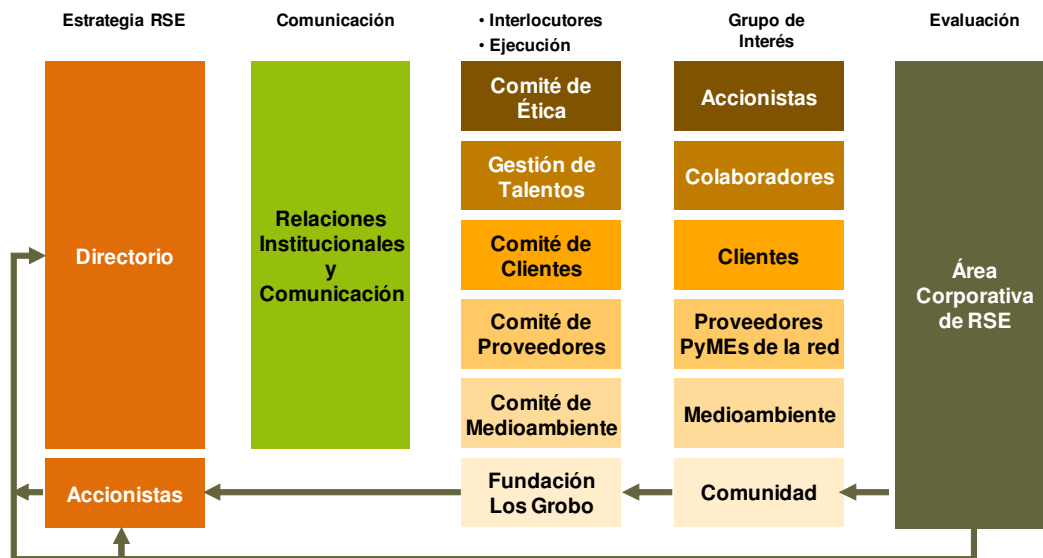 Estrategia RSE
Comunicación
• Interlocutores
• Ejecución
Grupo de
Interés
Evaluación
Directorio
Accionistas
Relaciones
Institucionales
y
Comunicación
Comité de
Ética
Gestión de
Talentos
Comité de
Clientes
Comité de
Proveedores
Comité de
Medioambiente
Fundación
Los Grobo
Accionistas
Colaboradores
Clientes
Proveedores
PyMEs de la red
Medioambiente
Comunidad
Área
Corporativa
de RSE